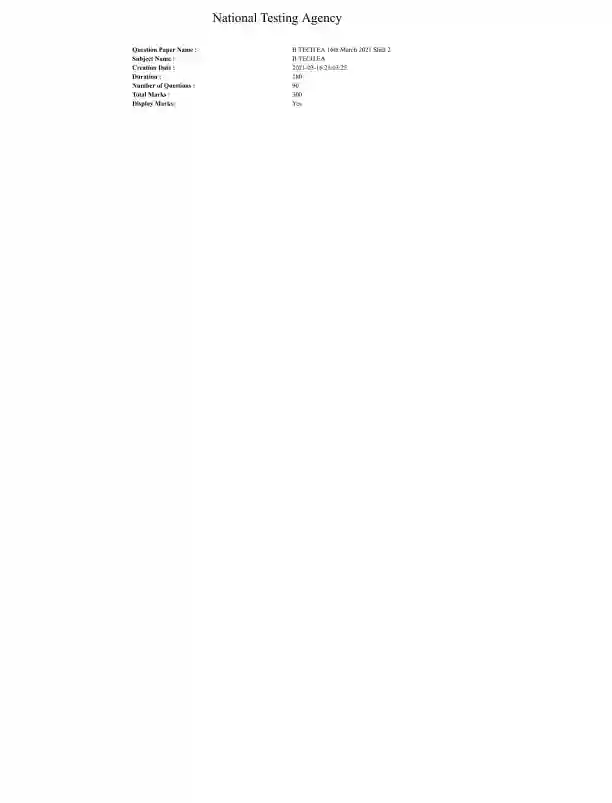 National Testing Agency
Question Paper Name : B TECH EA 16th March 2021 Shift 2
Subject Name : B TECH EA
Creation Date : 2021-03-16 21:03:25
Duration : 180
Number of Questions : 90
Total Marks : 300
Display Marks: Yes